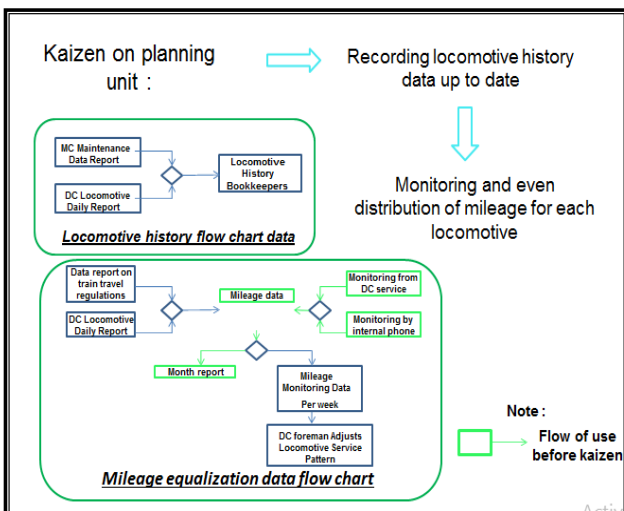 Kaizen on planning
unit :
Recording locomotive history
data up to date
Monitoring and even
distribution of mileage for each
locomotive
MC Maintenance
Data Report
DC Locomotive
Daily Report
Locomotive
History
Bookkeepers
Locomotive history flow chart data
Data report on
train travel
regulations
DC Locomotive
Daily Report
Mileage data
Monitoring from
DC service
Monitoring by
internal phone
Month report
Mileage
Monitoring Data
Per week
DC foreman Adjusts
Locomotive Service
Pattern
Mileage equalization data flow chart
Note :
Flow of use
before kaizen